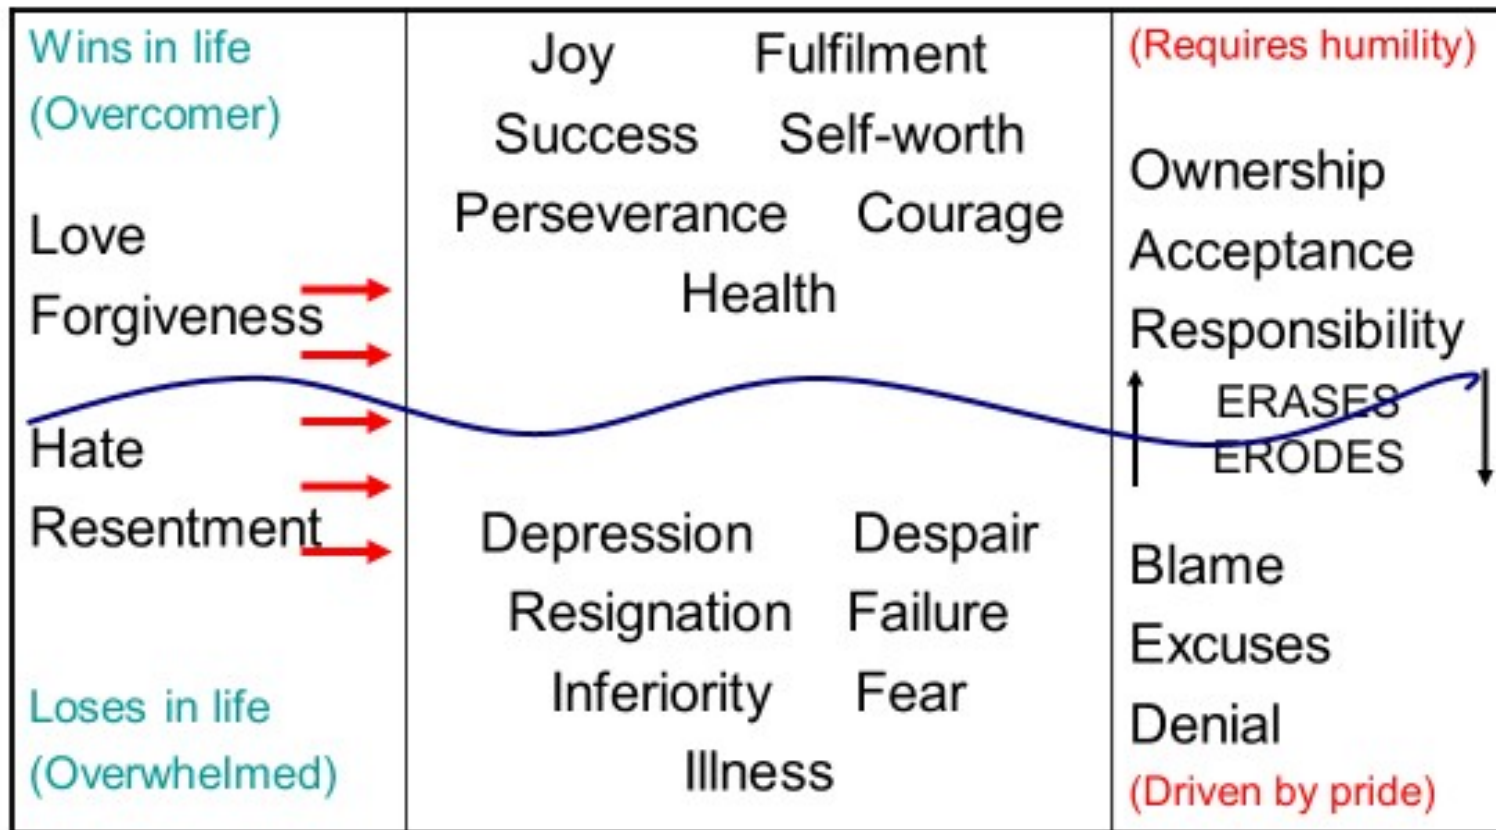 Wins in life
(Overcomer)
Love
Forgiveness
Hate
Resentment
Loses in life
(Overwhelmed)
Joy Fulfilment
Success Self-worth
Perseverance Courage
Health
Depression Despair
Resignation Failure
Inferiority Fear
Illness
(Requires humility)
Ownership
Acceptance
Responsibility
ERASES
ERODES
Blame
Excuses
Denial
(Driven by pride)